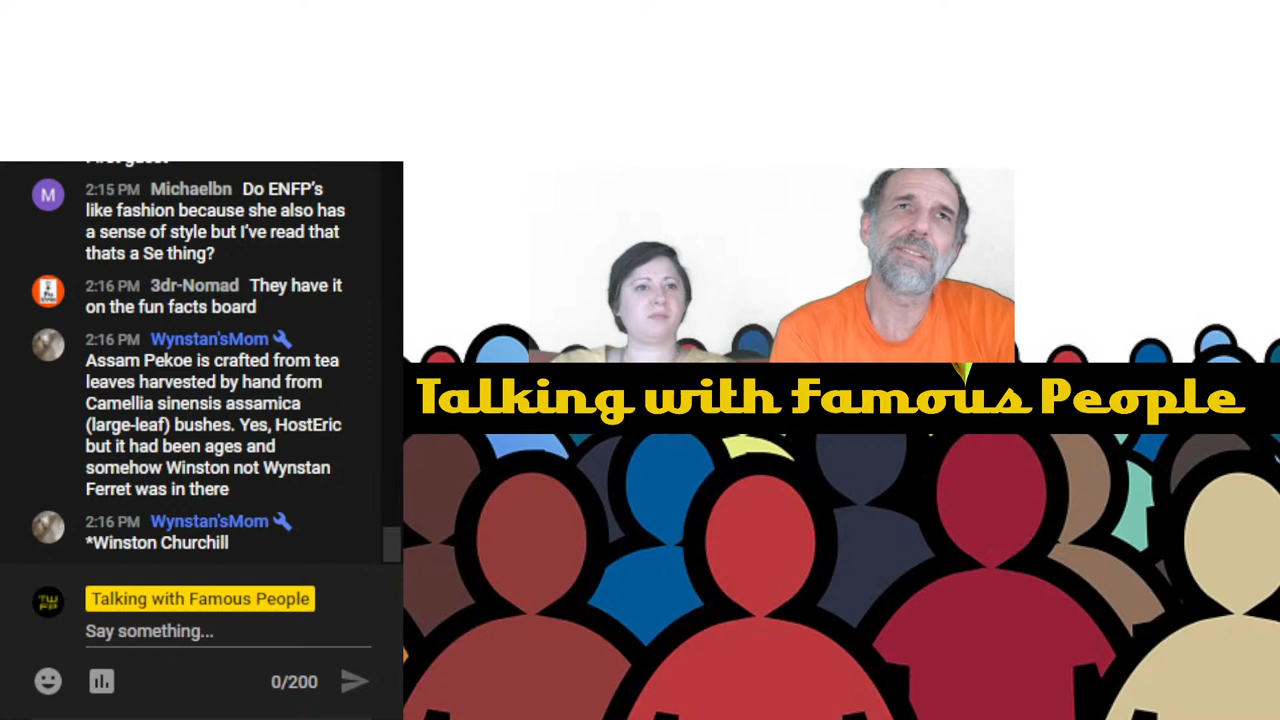 2:15 PM Michaelbn Do ENFP's
like fashion because she also has
a sense of style but I've read that
thats a Se thing?
2:16 PM 3dr-Nomad They have it
on the fun facts board
2:16 PM Wynstan'sMom
Assam Pekoe is crafted from tea
leaves harvested by hand from
Camellia sinensis assamica
(large-leaf) bushes. Yes, HostEric
but it had been ages and
somehow Winston not Wynstan
Ferret was in there
2:16 PM Wynstan'sMom
*Winston Churchill
Talking with Famous People
Say something...
0/200
M
TW
FP
Talking with Famous People